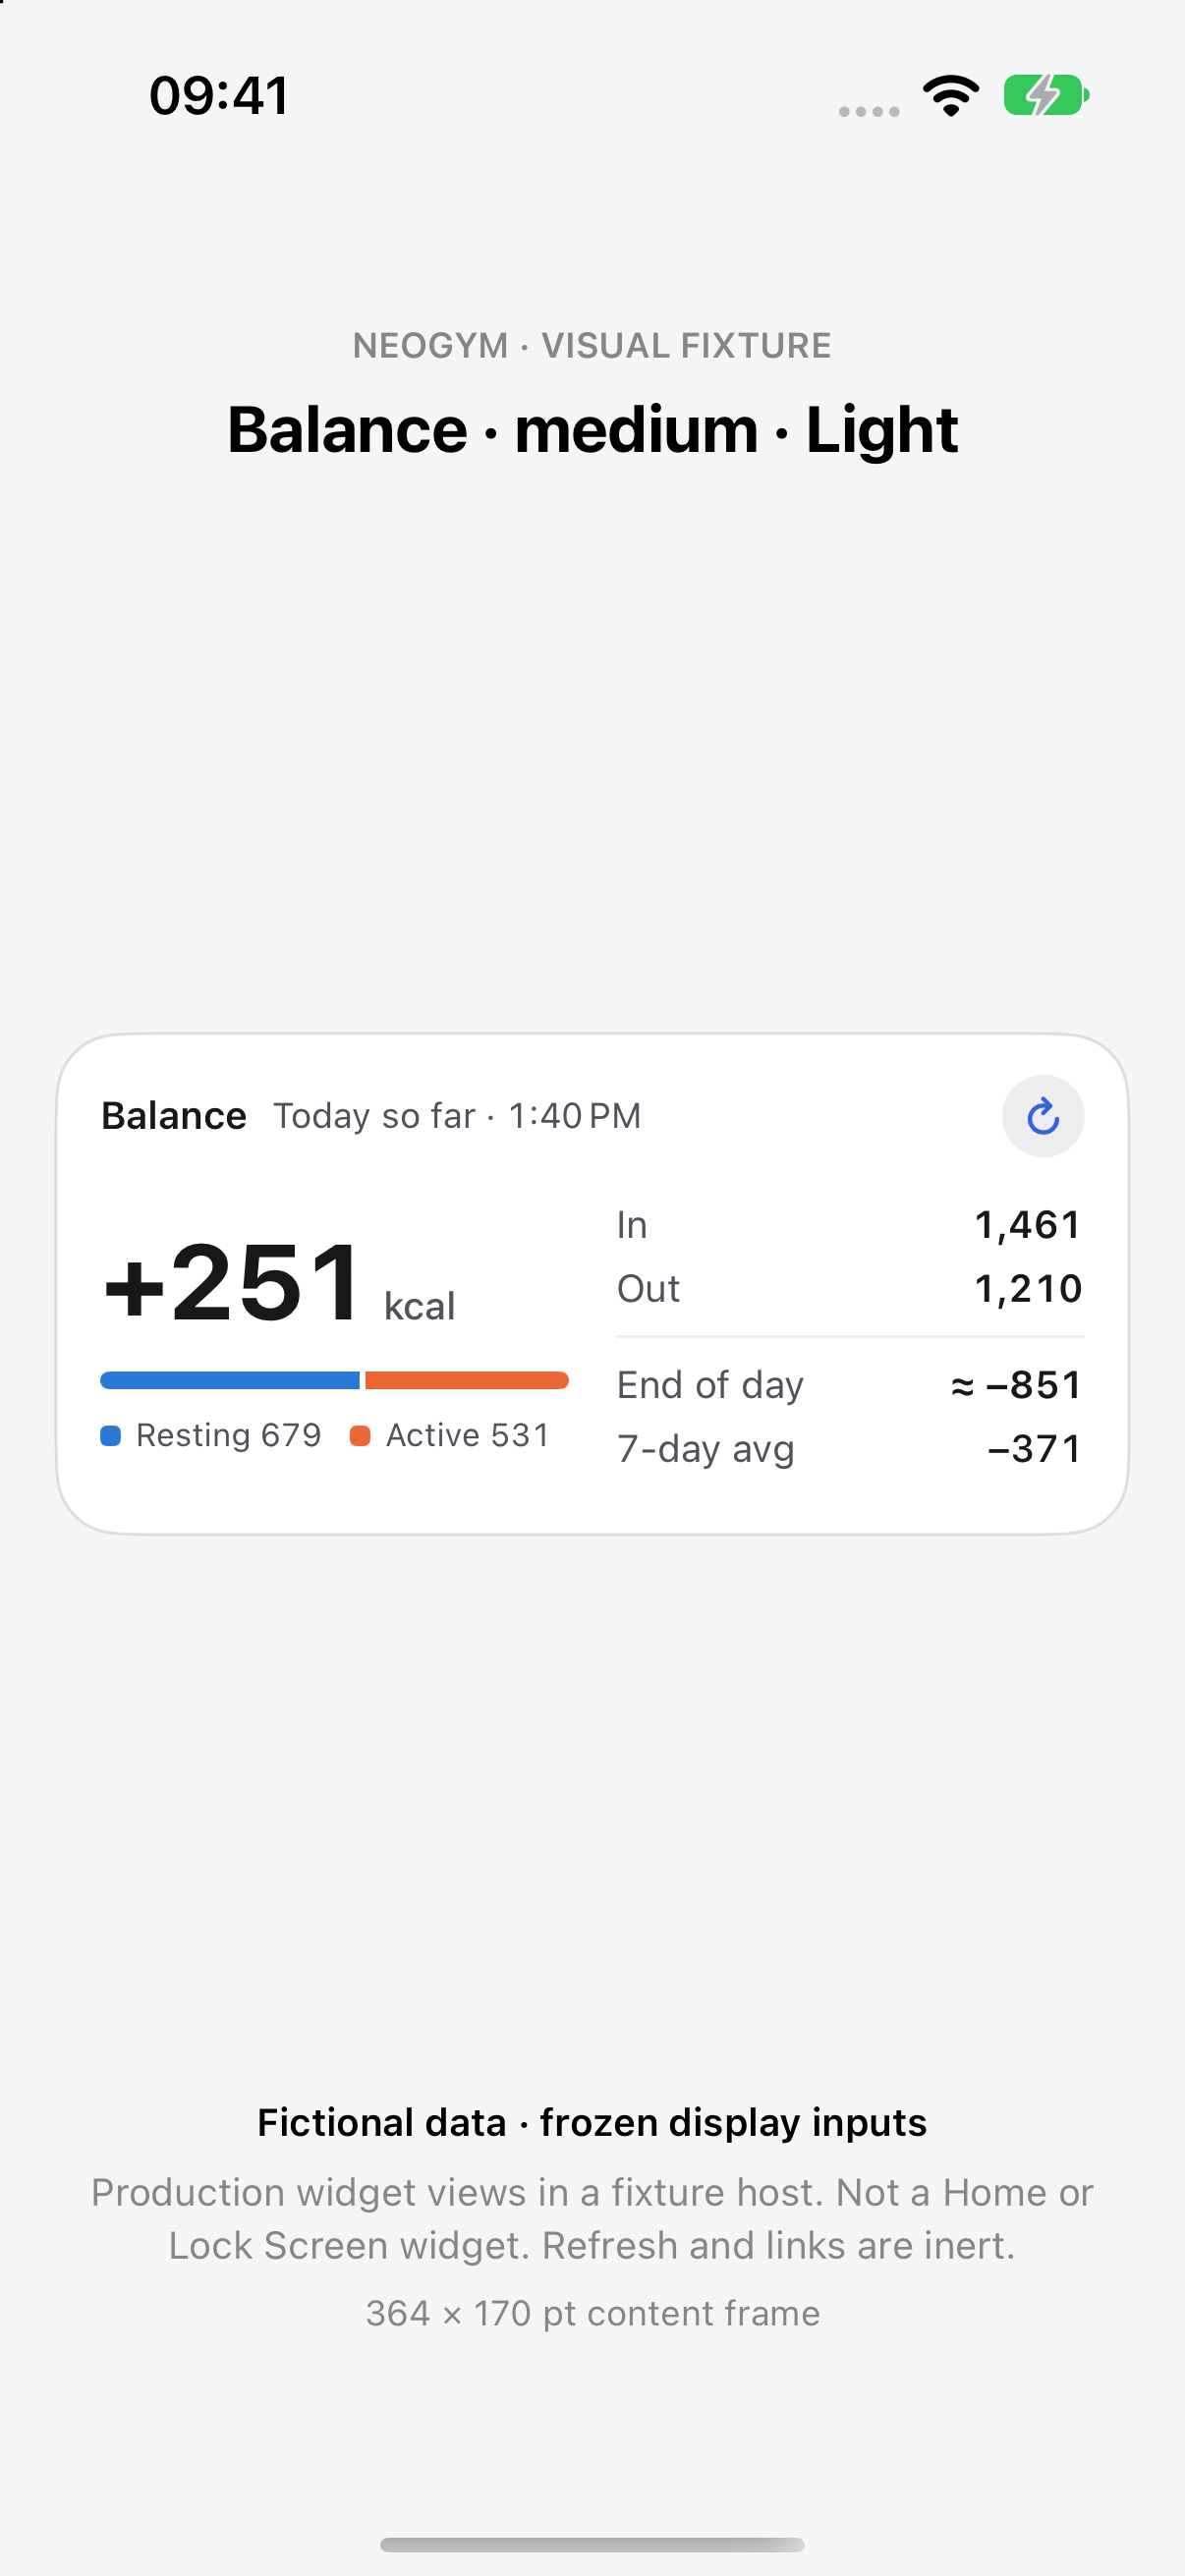 09:41
NEOGYM · VISUAL FIXTURE
Balance · medium · Light
Balance Today so far · 1:40 PM
+251 kcal
Resting 679 Active 531
In 1,461
Out 1,210
End of day ≈ –851
7-day avg –371
Fictional data · frozen display inputs
Production widget views in a fixture host. Not a Home or
Lock Screen widget. Refresh and links are inert.
364 × 170 pt content frame